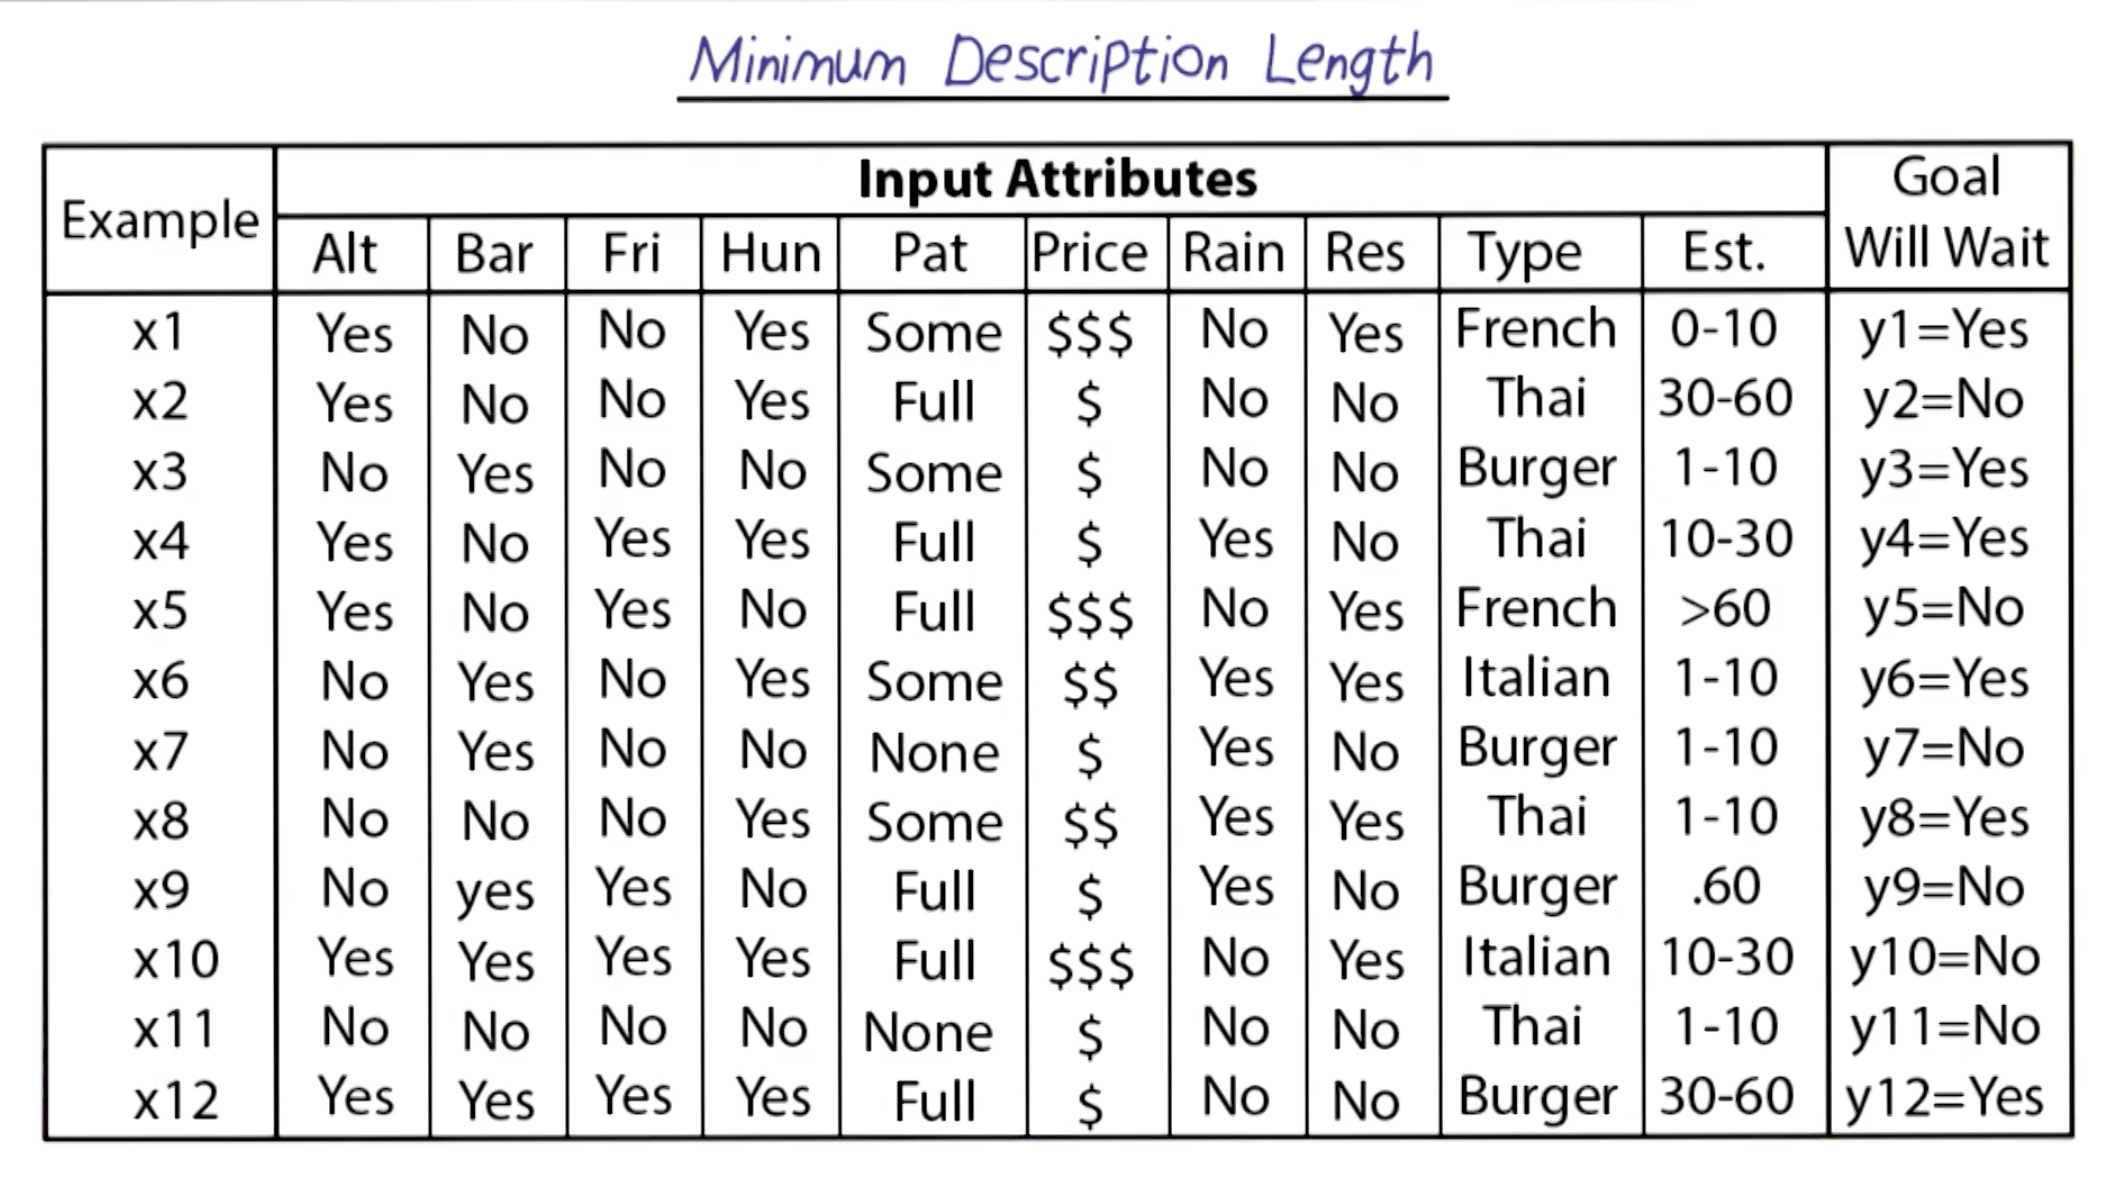 Minimum Description Length
Example Input Attributes Goal Will Wait
Alt Bar Fri Hun Pat Price Rain Res Type Est.
x1 Yes No No Yes Some $$$ No Yes French 0-10 y1=Yes
x2 Yes No No Yes Full $ No No Thai 30-60 y2=No
x3 No Yes No No Some $ No No Burger 1-10 y3=Yes
x4 Yes No Yes Yes Full $ Yes No Thai 10-30 y4=Yes
x5 Yes No Yes No Full $$$ No Yes French >60 y5=No
x6 No Yes No Yes Some $$ Yes Yes Italian 1-10 y6=Yes
x7 No Yes No No None $ Yes No Burger 1-10 y7=No
x8 No No No Yes Some $$ Yes Yes Thai 1-10 y8=Yes
x9 No yes Yes No Full $ Yes No Burger .60 y9=No
x10 Yes Yes Yes Yes Full $$$ No Yes Italian 10-30 y10=No
x11 No No No No None $ No No Thai 1-10 y11=No
x12 Yes Yes Yes Yes Full $ No No Burger 30-60 y12=Yes